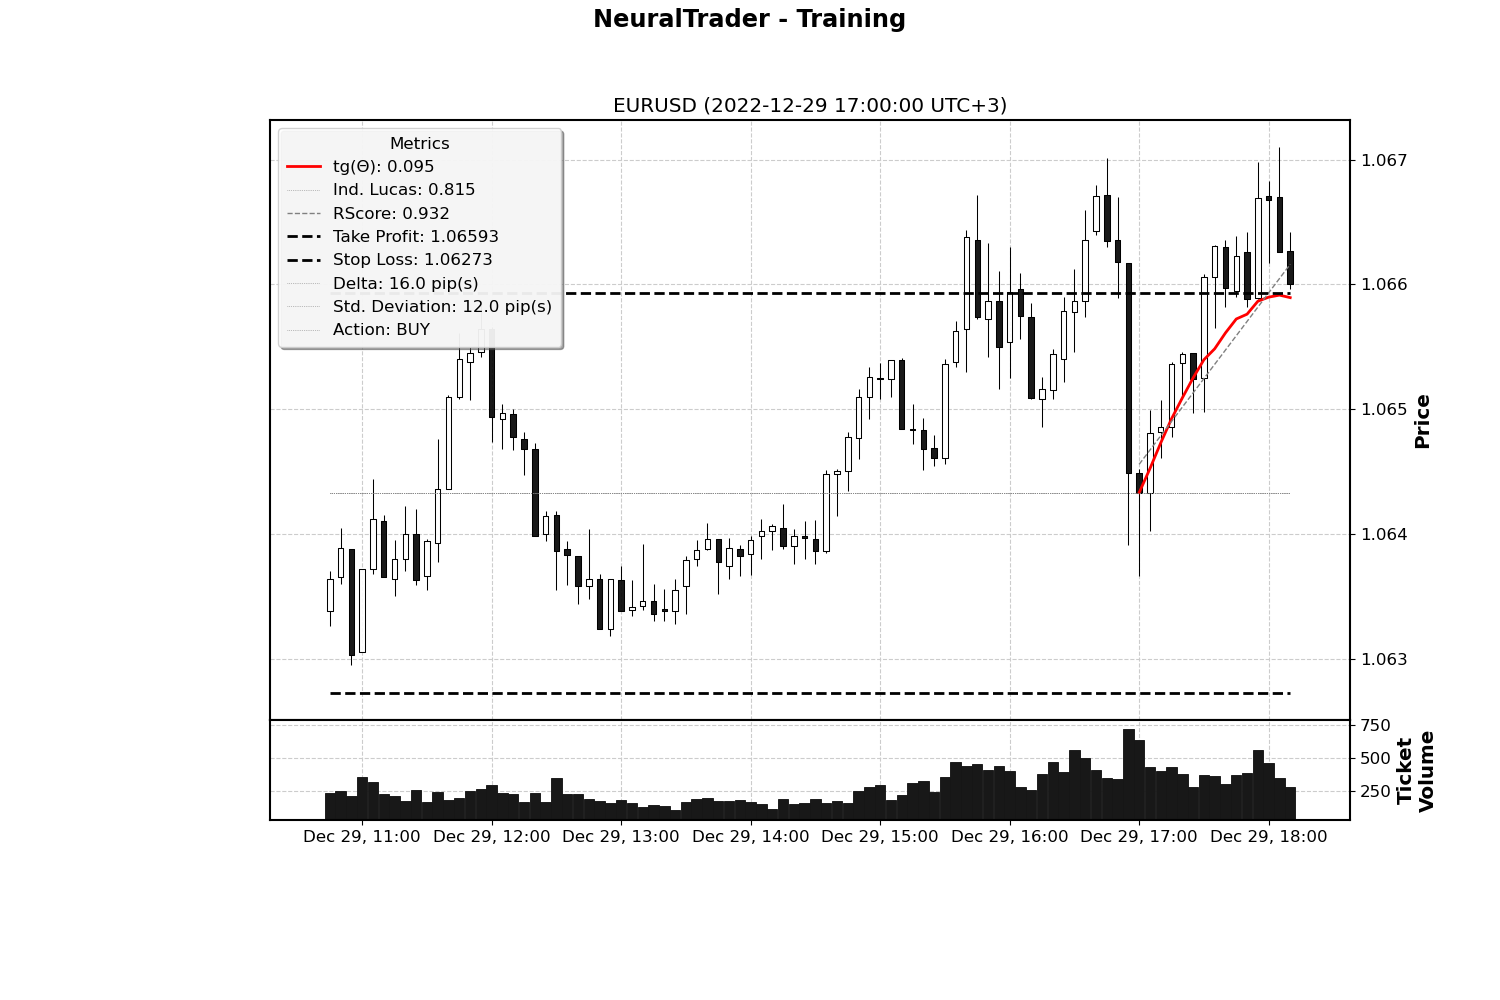 NeuralTrader - Training
EURUSD (2022-12-29 17:00:00 UTC+3)
Metrics
tg(Θ): 0.095
Ind. Lucas: 0.815
RScore: 0.932
Take Profit: 1.06593
Stop Loss: 1.06273
Delta: 16.0 pip(s)
Std. Deviation: 12.0 pip(s)
Action: BUY
1.067
1.066
1.065
1.064
1.063
Price
750
500
250
Ticket
Volume
Dec 29, 11:00
Dec 29, 12:00
Dec 29, 13:00
Dec 29, 14:00
Dec 29, 15:00
Dec 29, 16:00
Dec 29, 17:00
Dec 29, 18:00